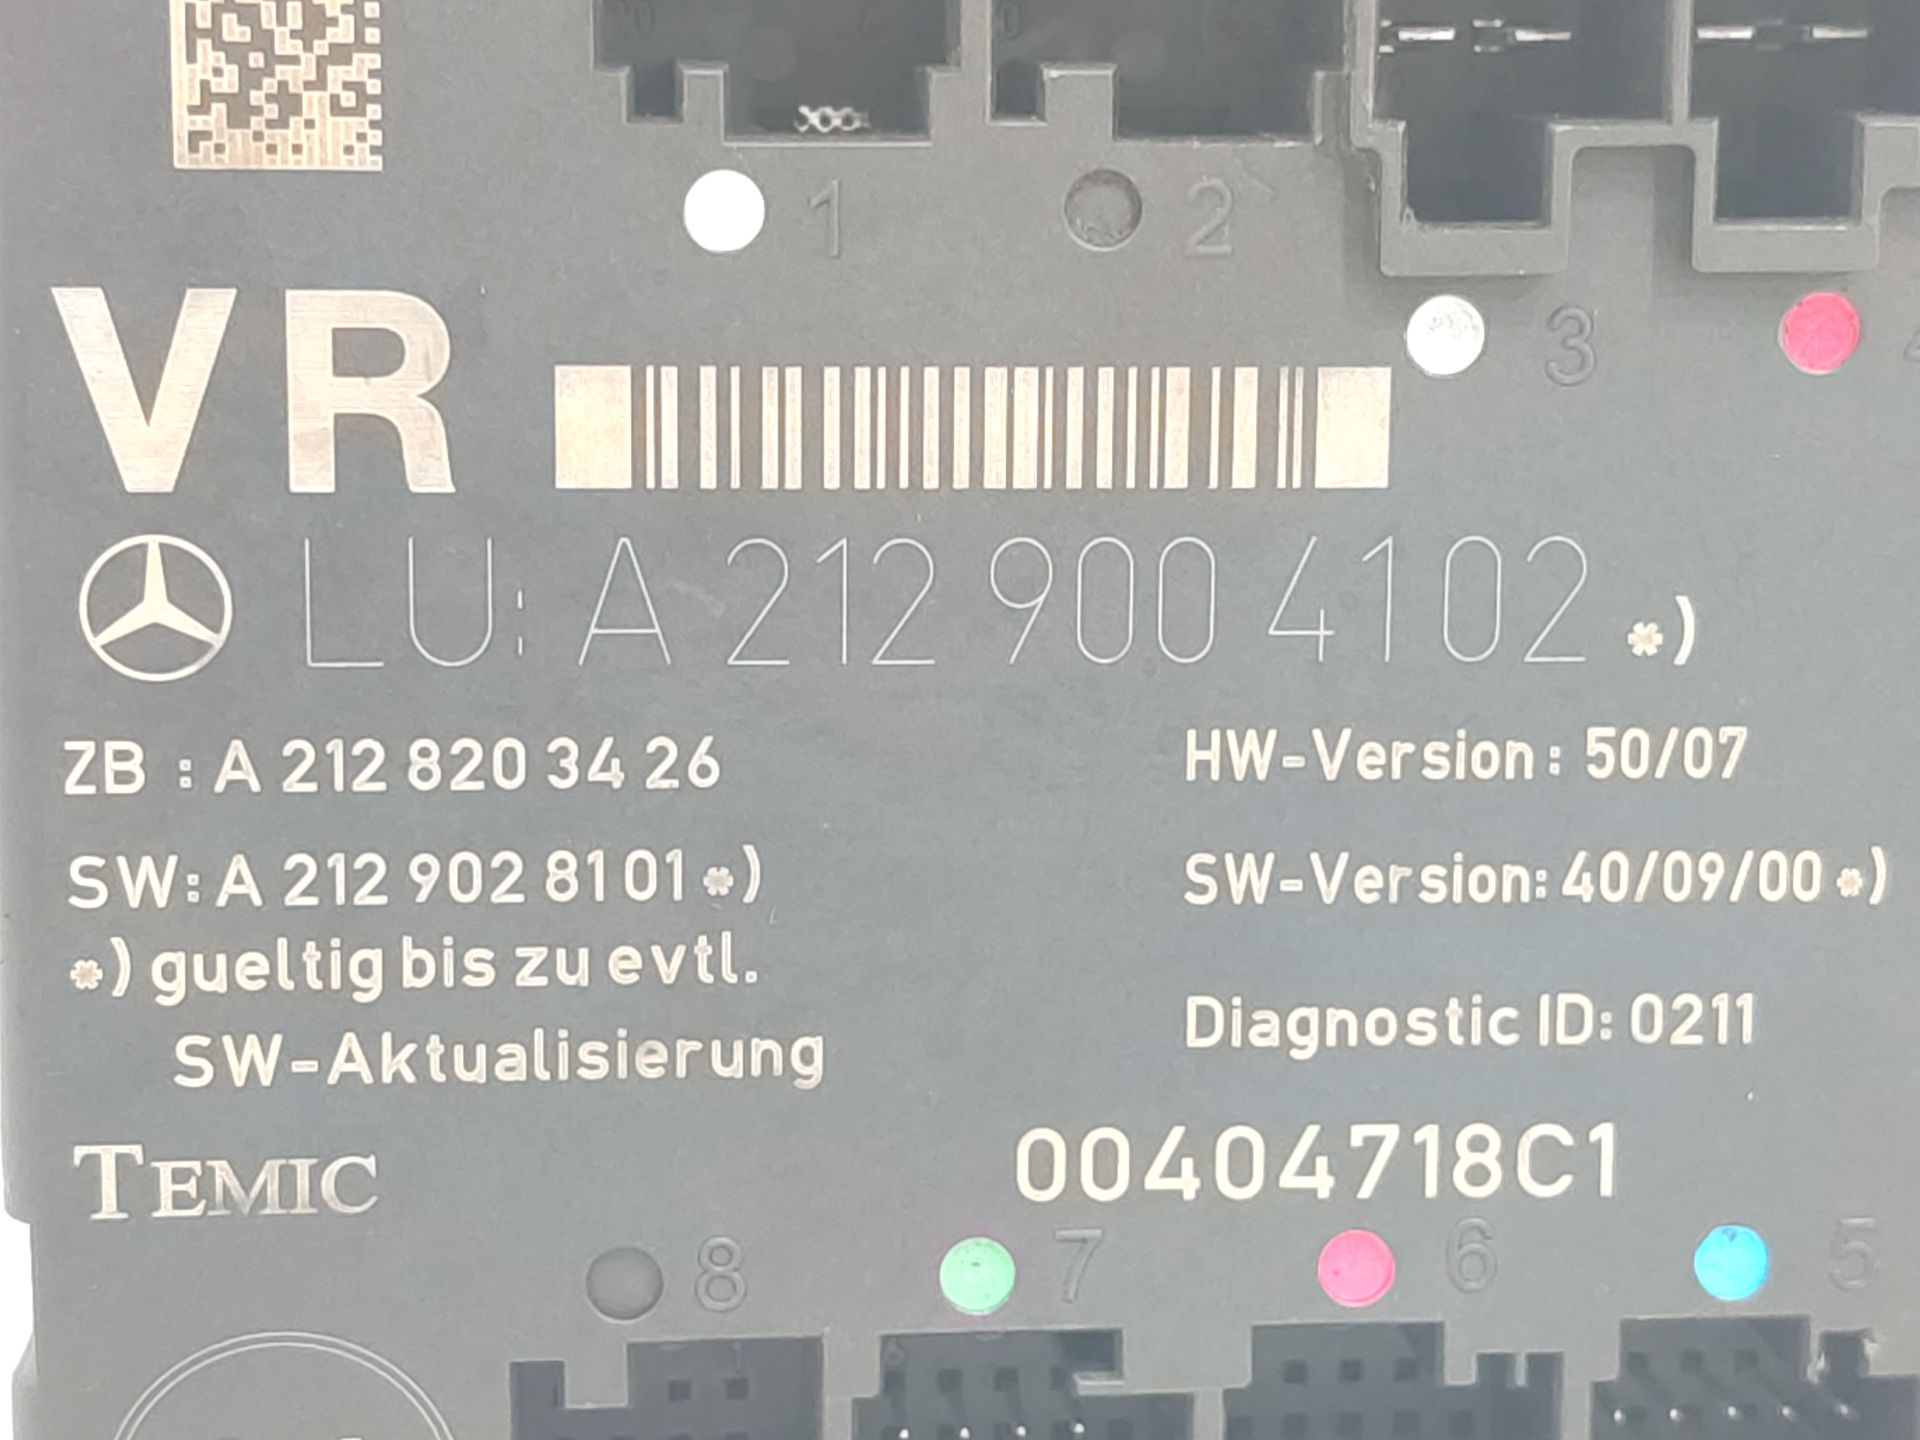 1
2
3
VR
LU: A 212 900 41 02 *)
ZB : A 212 820 34 26
HW-Version : 50/07
SW: A 212 902 81 01 *)
SW-Version: 40/09/00 *)
*) gueltig bis zu evtl.
SW-Aktualisierung
Diagnostic ID: 0211
TEMIC
00404718C1
8
7
6
5